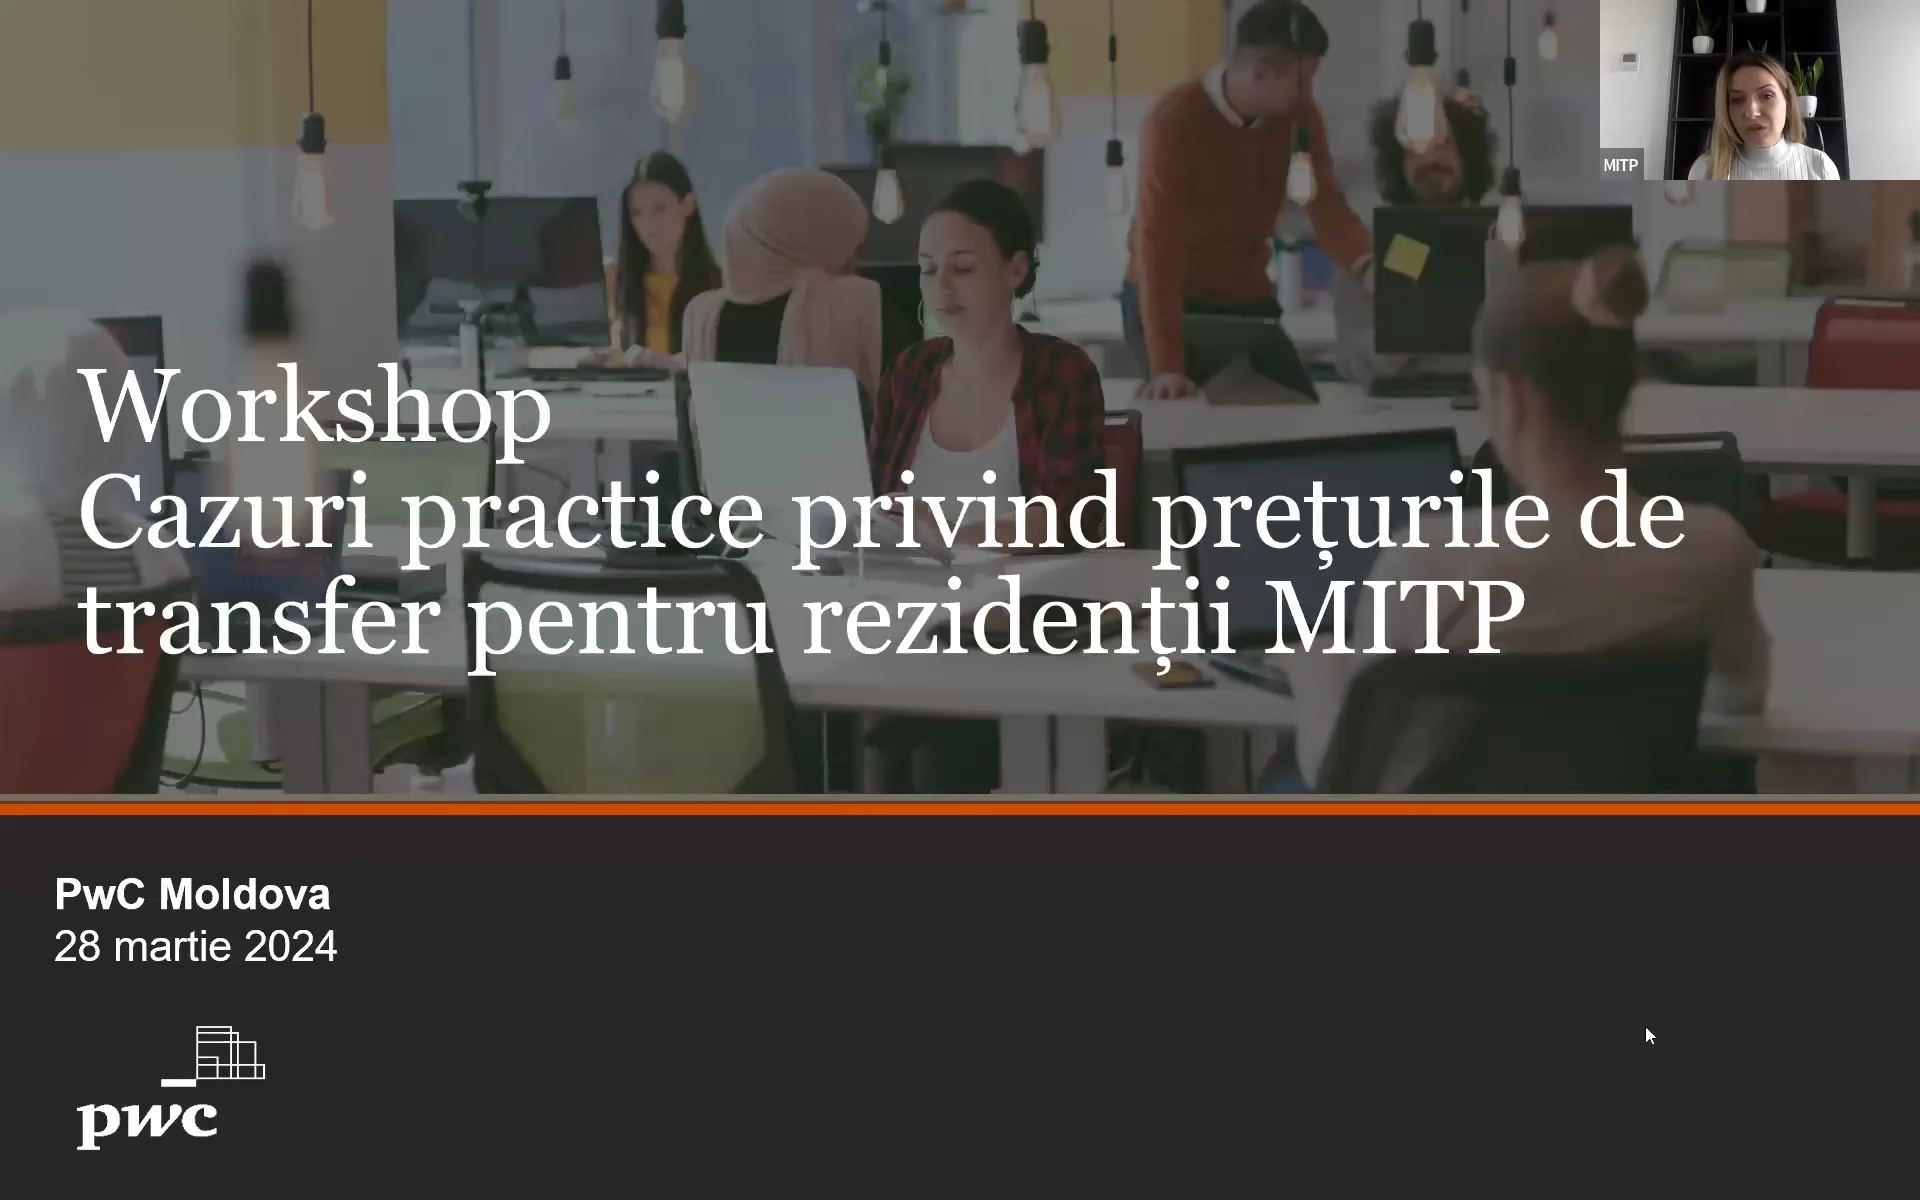 MITP
Workshop
Cazuri practice privind prețurile de
transfer pentru rezidenții MITP
PwC Moldova
28 martie 2024
pwc